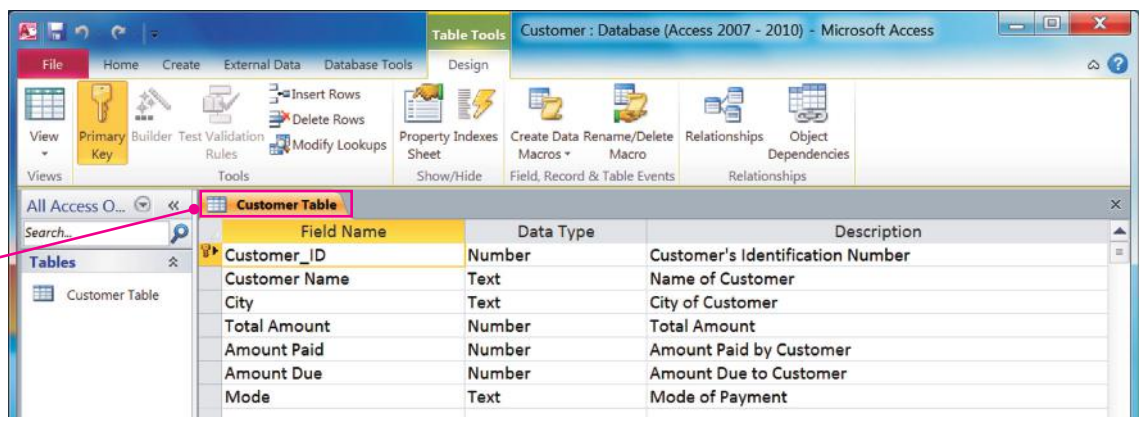 Table Tools Customer : Database (Access 2007 - 2010) - Microsoft Access
File Home Create External Data Database Tools Design
View
Views
Primary Key
Builder
Test Validation Rules
Insert Rows
Delete Rows
Modify Lookups
Tools
Property Sheet
Indexes
Show/Hide
Create Data Macros
Rename/Delete Macro
Field, Record & Table Events
Relationships
Object Dependencies
Relationships
All Access O...
Search...
Tables
Customer Table
Customer Table
Field Name Data Type Description
Customer_ID Number Customer's Identification Number
Customer Name Text Name of Customer
City Text City of Customer
Total Amount Number Total Amount
Amount Paid Number Amount Paid by Customer
Amount Due Number Amount Due to Customer
Mode Text Mode of Payment